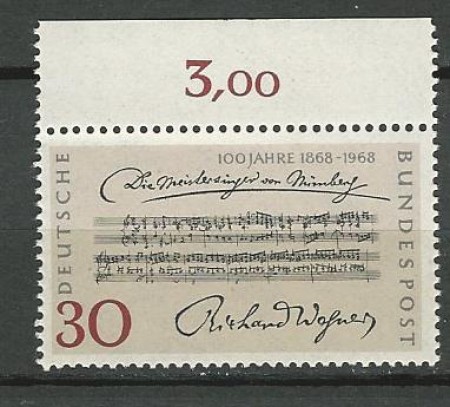 3,00
100 JAHRE 1868-1968
Die Meistersinger von Nürnberg
DEUTSCHE
BUNDESPOST
30
Richard Wagner